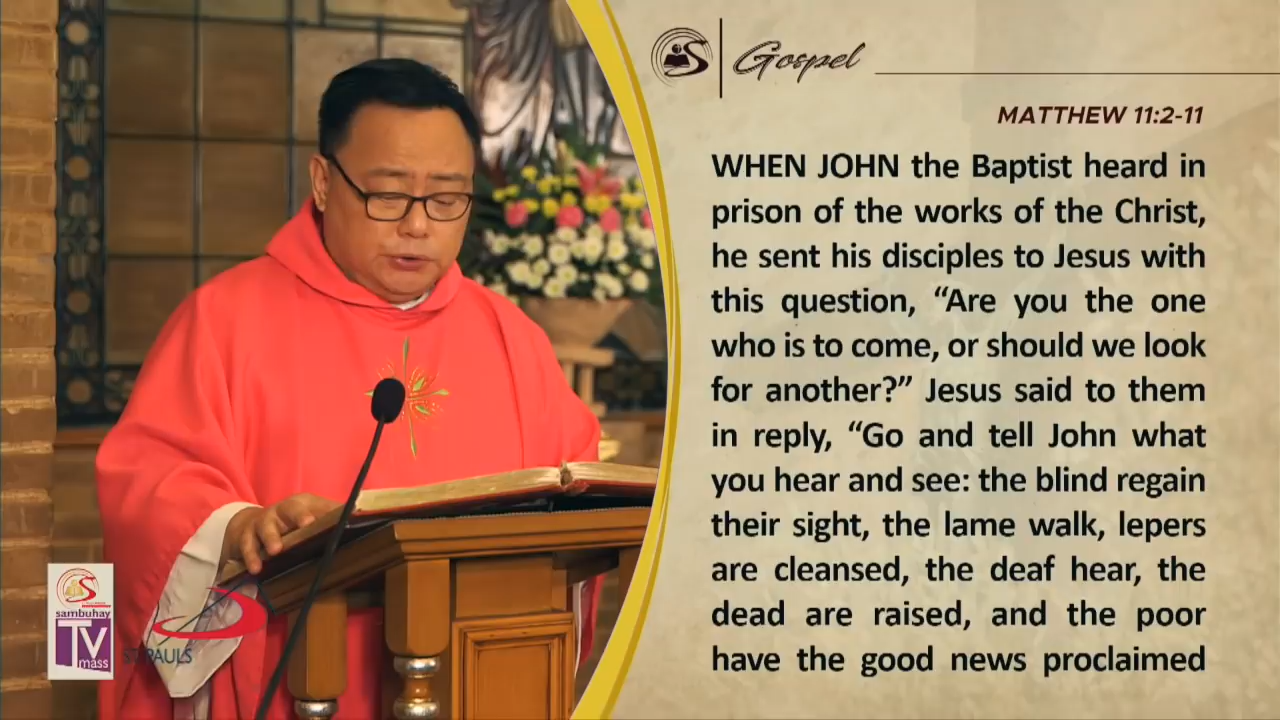 Gospel
MATTHEW 11:2-11
WHEN JOHN the Baptist heard in
prison of the works of the Christ,
he sent his disciples to Jesus with
this question, “Are you the one
who is to come, or should we look
for another?” Jesus said to them
in reply, “Go and tell John what
you hear and see: the blind regain
their sight, the lame walk, lepers
are cleansed, the deaf hear, the
dead are raised, and the poor
have the good news proclaimed
sambuhay
TV
mass
ST PAULS